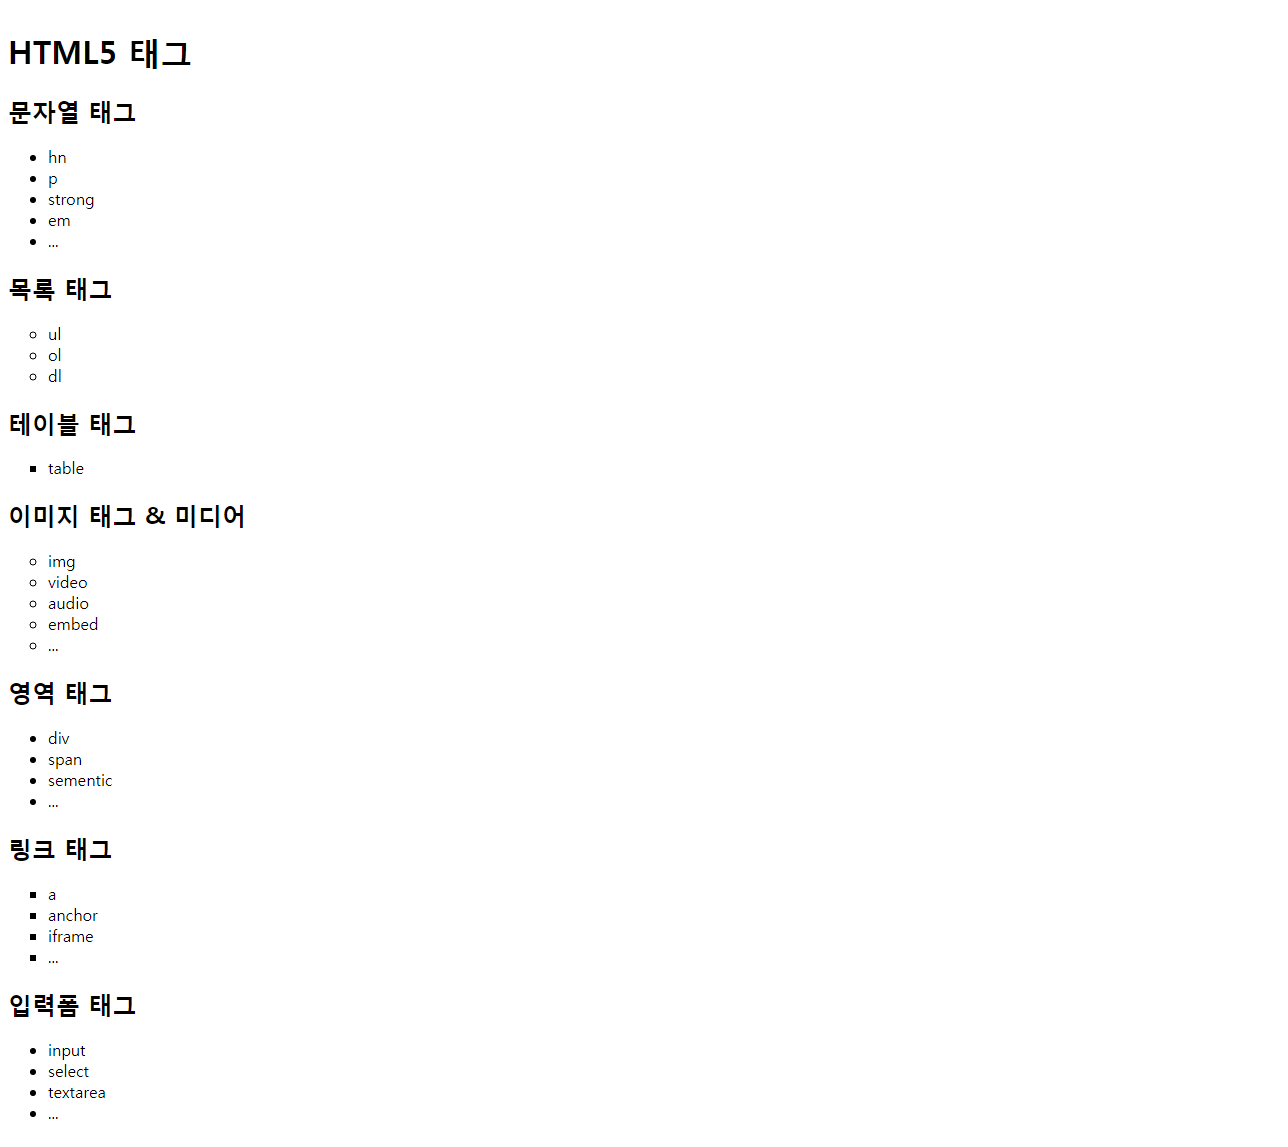 HTML5 태그
문자열 태그
hn
p
strong
em
...
목록 태그
ul
ol
dl
테이블 태그
table
이미지 태그 & 미디어
img
video
audio
embed
...
영역 태그
div
span
sementic
...
링크 태그
a
anchor
iframe
...
입력폼 태그
input
select
textarea
...